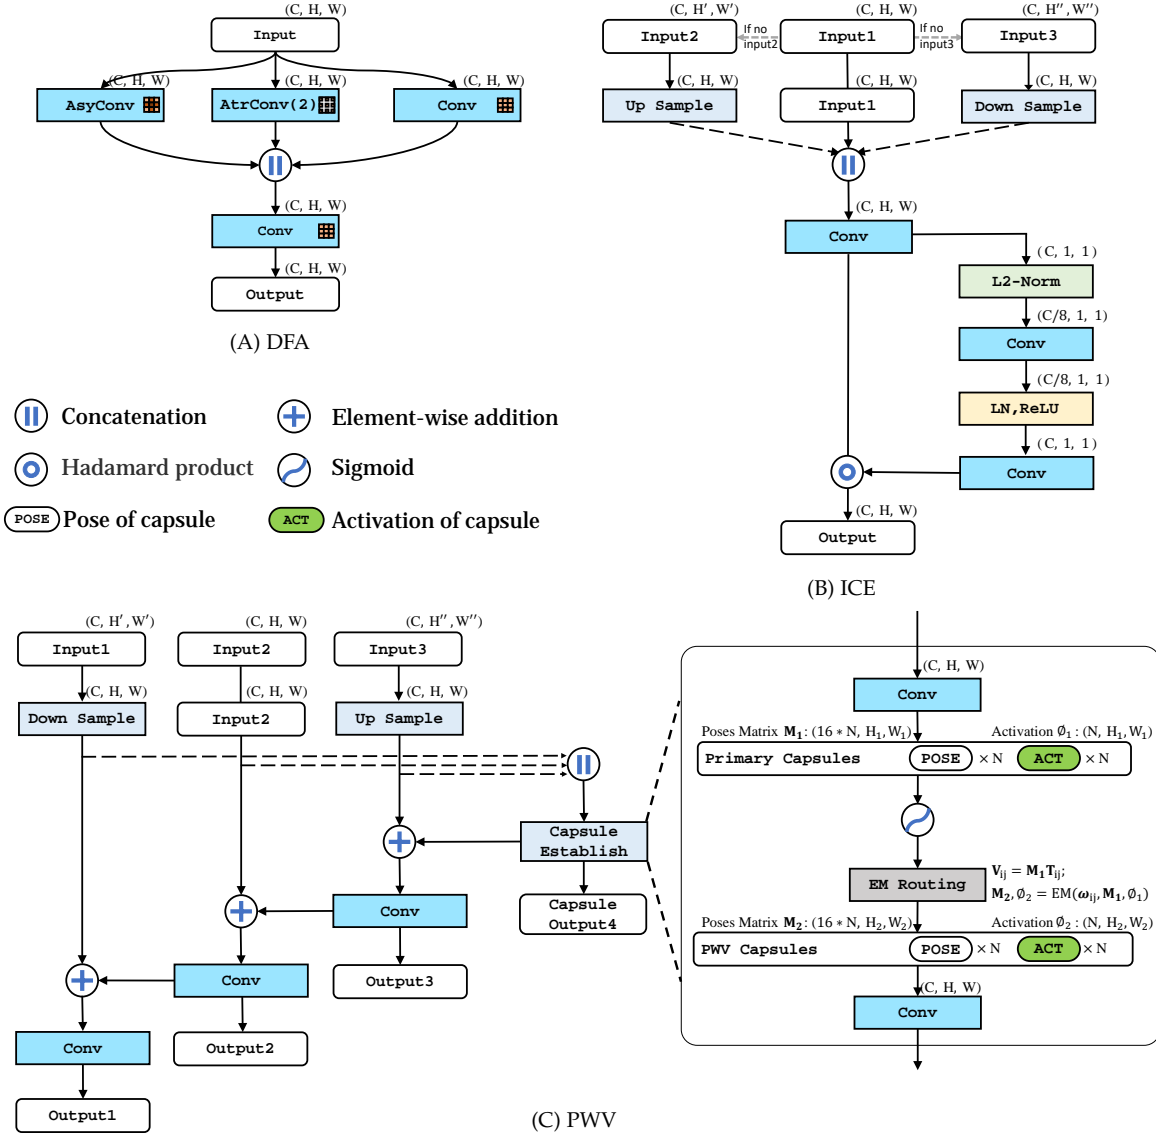 (C, H, W)
Input
(C, H, W)
(C, H, W)
(C, H, W)
AsyConv
AtrConv(2)
Conv
(C, H, W)
Conv
(C, H, W)
Output
(A) DFA
(C, H',W')
(C, H, W)
(C, H'',W'')
Input2
If no
input2
Input1
If no
input3
Input3
(C, H, W)
(C, H, W)
(C, H, W)
Up Sample
Input1
Down Sample
(C, H, W)
Conv
(C, 1, 1)
L2-Norm
(C/8, 1, 1)
Conv
(C/8, 1, 1)
LN,ReLU
(C, 1, 1)
Conv
(C, H, W)
Output
(B) ICE
Concatenation
Element-wise addition
Hadamard product
Sigmoid
POSE Pose of capsule
ACT Activation of capsule
(C, H',W')
(C, H, W)
(C, H'',W'')
Input1
Input2
Input3
(C, H, W)
(C, H, W)
(C, H, W)
Down Sample
Input2
Up Sample
Capsule
Establish
Conv
Capsule
Output4
Conv
Output3
Conv
Output2
Output1
(C, H, W)
Conv
Poses Matrix M₁: (16 * N, H₁,W₁)
Activation ∅₁ : (N, H₁,W₁)
Primary Capsules POSE × N ACT × N
EM Routing
V_ij = M₁T_ij;
M₂, ∅₂ = EM(ω_ij, M₁, ∅₁)
Poses Matrix M₂: (16 * N, H₂,W₂)
Activation ∅₂ : (N, H₂,W₂)
PWV Capsules POSE × N ACT × N
(C, H, W)
Conv
(C) PWV